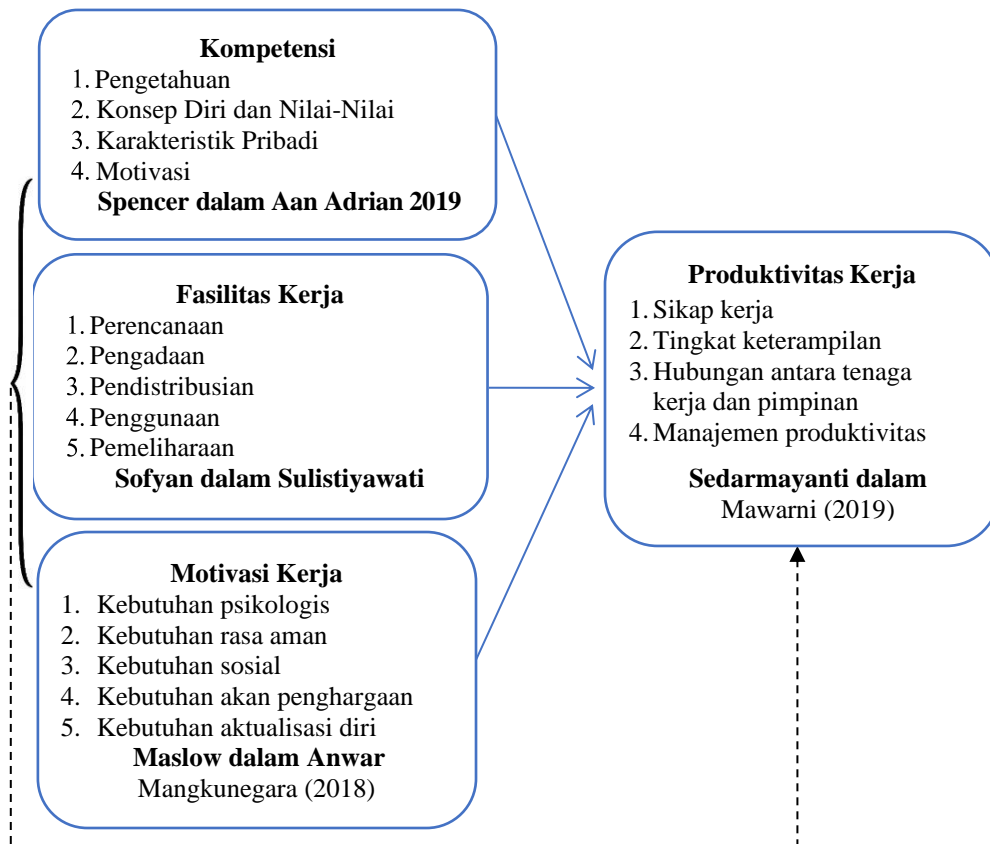 Kompetensi
1. Pengetahuan
2. Konsep Diri dan Nilai-Nilai
3. Karakteristik Pribadi
4. Motivasi
Spencer dalam Aan Adrian 2019
Fasilitas Kerja
1. Perencanaan
2. Pengadaan
3. Pendistribusian
4. Penggunaan
5. Pemeliharaan
Sofyan dalam Sulistiyawati
Motivasi Kerja
1. Kebutuhan psikologis
2. Kebutuhan rasa aman
3. Kebutuhan sosial
4. Kebutuhan akan penghargaan
5. Kebutuhan aktualisasi diri
Maslow dalam Anwar
Mangkunegara (2018)
Produktivitas Kerja
1. Sikap kerja
2. Tingkat keterampilan
3. Hubungan antara tenaga
kerja dan pimpinan
4. Manajemen produktivitas
Sedarmayanti dalam
Mawarni (2019)